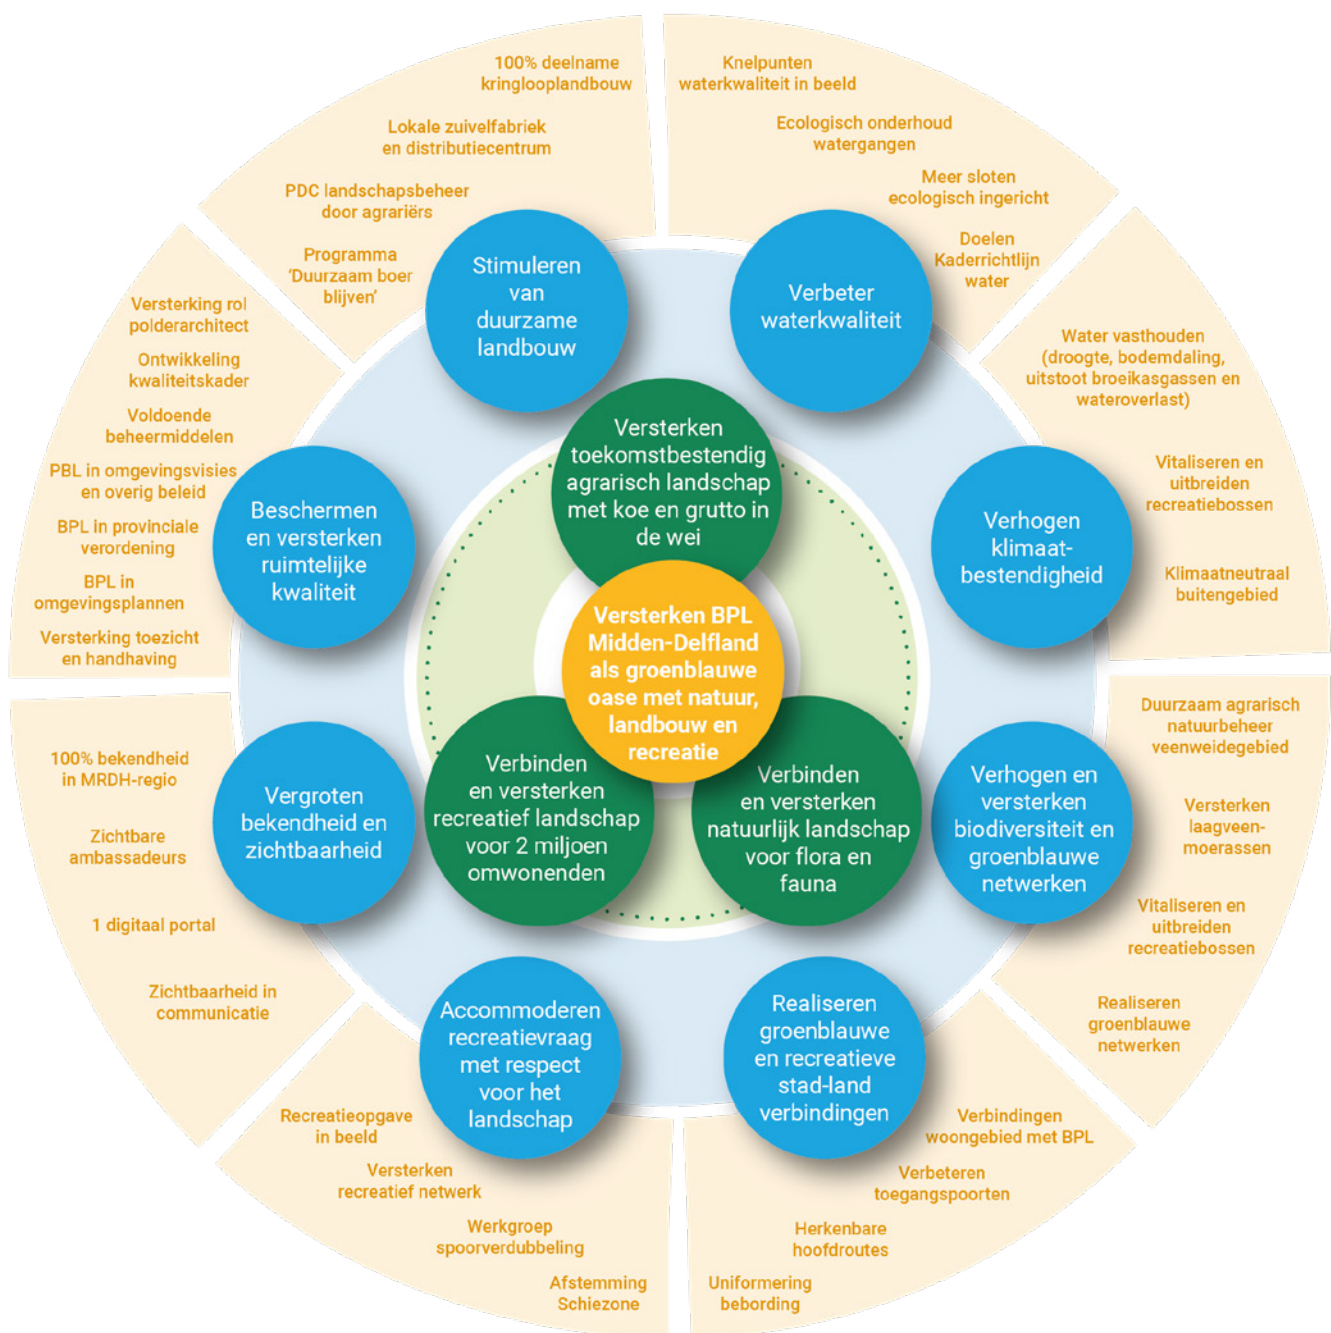 100% deelname
kringlooplandbouw
Lokale zuivelfabriek
en distributiecentrum
PDC landschapsbeheer
door agrariërs
Programma
‘Duurzaam boer
blijven’
Stimuleren
van
duurzame
landbouw
Knelpunten
waterkwaliteit in beeld
Ecologisch onderhoud
watergangen
Meer sloten
ecologisch ingericht
Doelen
Kaderrichtlijn
water
Verbeter
waterkwaliteit
Water vasthouden
(droogte, bodemdaling,
uitstoot broeikasgassen en
wateroverlast)
Vitaliseren en
uitbreiden
recreatiebossen
Klimaatneutraal
buitengebied
Verhogen
klimaat-
bestendigheid
Duurzaam agrarisch
natuurbeheer
veenweidegebied
Versterken
laagveen-
moerassen
Vitaliseren en
uitbreiden
recreatiebossen
Realiseren
groenblauwe
netwerken
Verhogen en
versterken
biodiversiteit en
groenblauwe
netwerken
Realiseren
groenblauwe
en recreatieve
stad-land
verbindingen
Verbindingen
woongebied met BPL
Verbeteren
toegangspoorten
Herkenbare
hoofdroutes
Uniformering
bebording
Accommoderen
recreatievraag
met respect
voor het
landschap
Recreatieopgave
in beeld
Versterken
recreatief netwerk
Werkgroep
spoorverdubbeling
Afstemming
Schiezone
Vergroten
bekendheid en
zichtbaarheid
100% bekendheid
in MRDH-regio
Zichtbare
ambassadeurs
1 digitaal portal
Zichtbaarheid in
communicatie
Beschermen
en versterken
ruimtelijke
kwaliteit
Versterking rol
polderarchitect
Ontwikkeling
kwaliteitskader
Voldoende
beheermiddelen
PBL in omgevingsvisies
en overig beleid
BPL in provinciale
verordening
BPL in
omgevingsplannen
Versterking toezicht
en handhaving
Versterken
toekomstbestendig
agrarisch landschap
met koe en grutto in
de wei
Versterken BPL
Midden-Delfland
als groenblauwe
oase met natuur,
landbouw en
recreatie
Verbinden
en versterken
recreatief landschap
voor 2 miljoen
omwonenden
Verbinden
en versterken
natuurlijk landschap
voor flora en
fauna